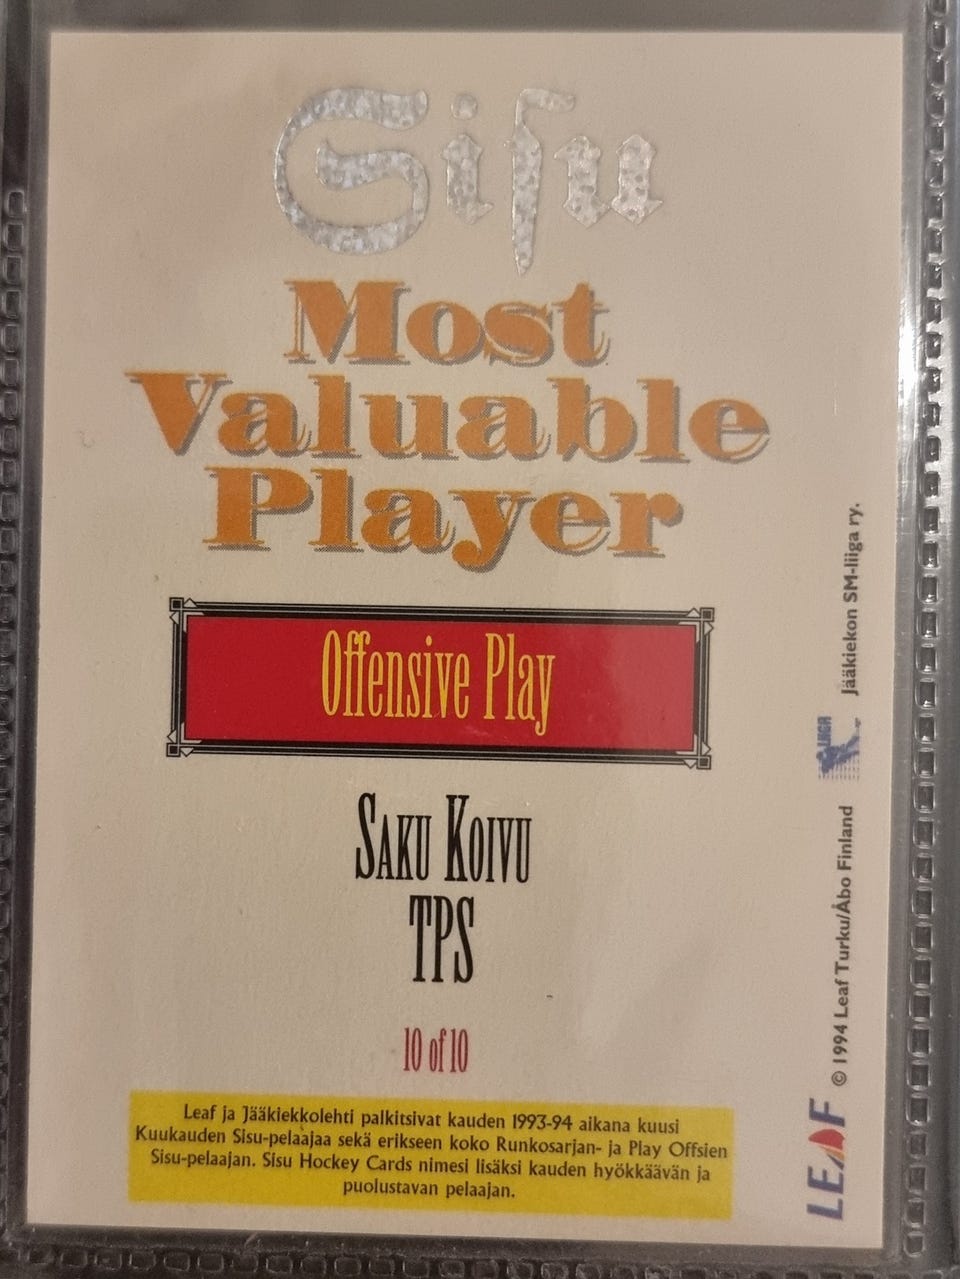 Sisu
Most
Valuable
Player
Offensive Play
Saku Koivu
TPS
10 of 10
Leaf ja Jääkiekkolehti palkitsivat kauden 1993-94 aikana kuusi
Kuukauden Sisu-pelaajaa sekä erikseen koko Runkosarjan- ja Play Offsien
Sisu-pelaajan. Sisu Hockey Cards nimesi lisäksi kauden hyökkäävän ja
puolustavan pelaajan.
LEAF © 1994 Leaf Turku/Åbo Finland LIIGA Jääkiekon SM-liiga ry.